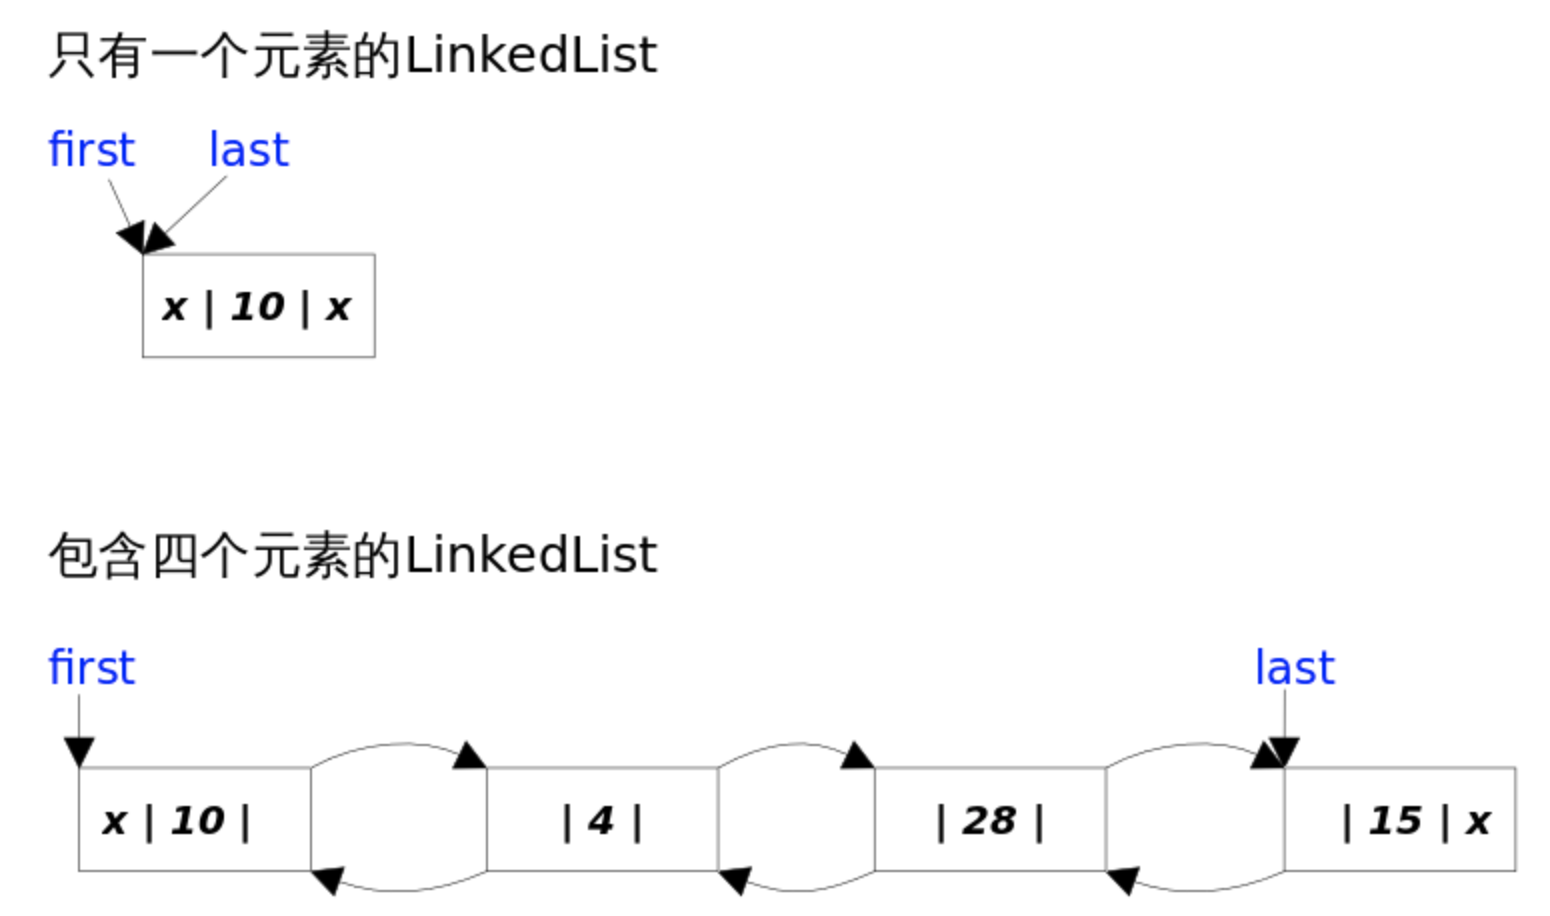 只有一个元素的LinkedList
first last
x | 10 | x
包含四个元素的LinkedList
first last
x | 10 | | 4 | | 28 | | 15 | x